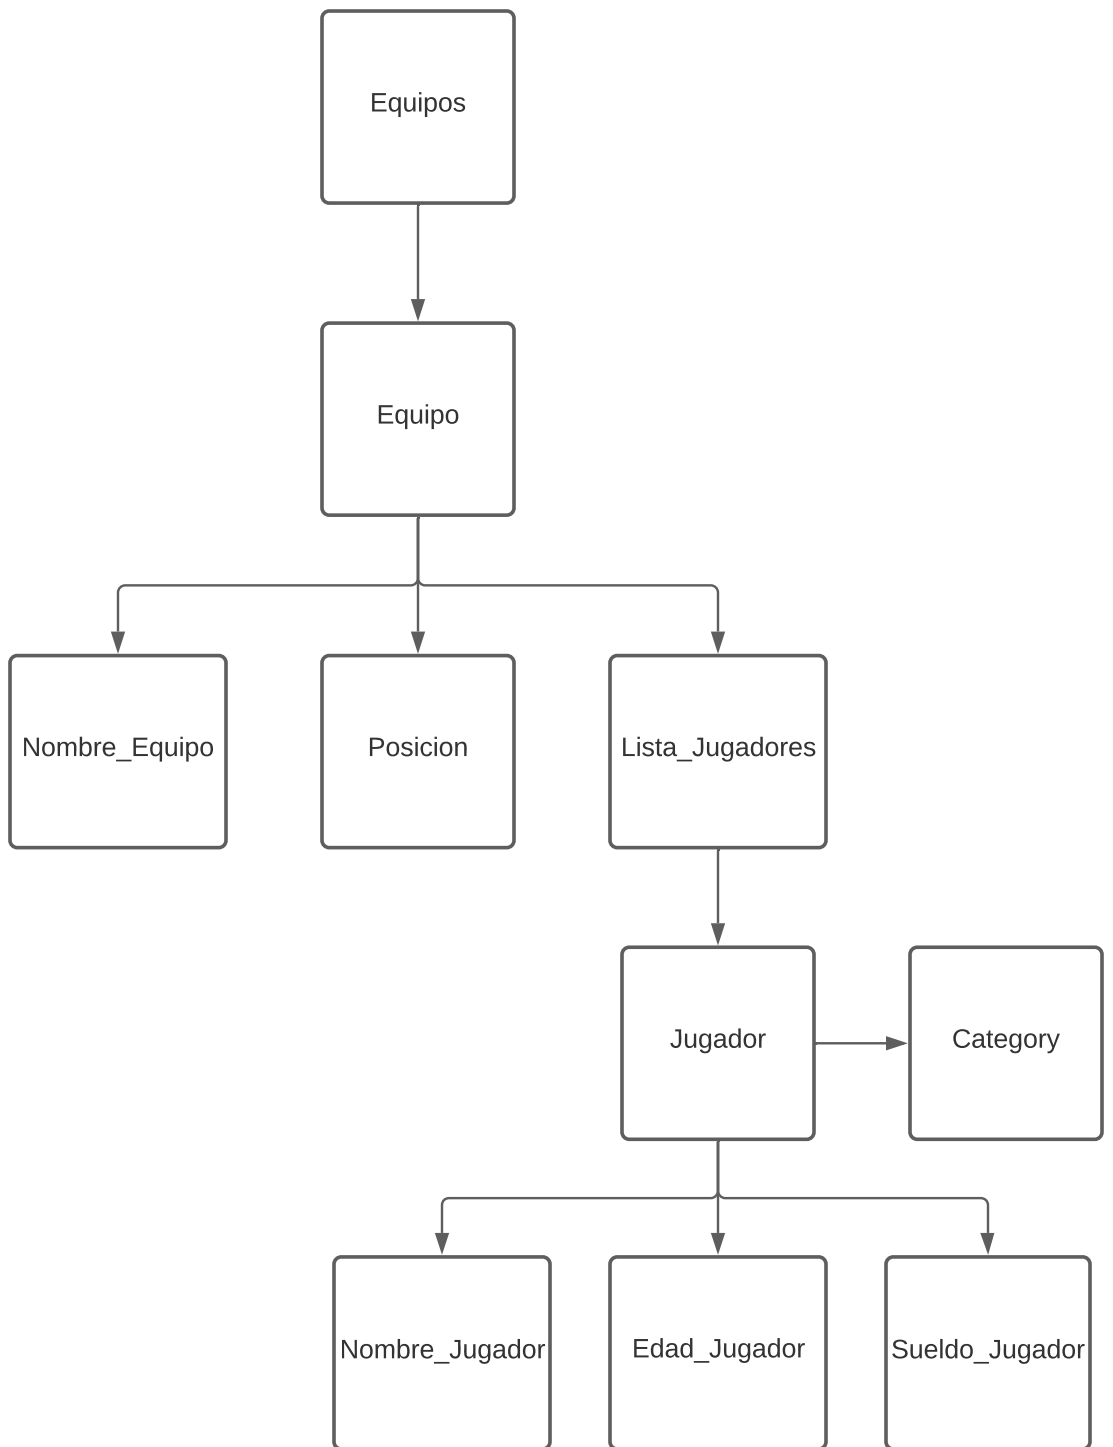 Equipos
Equipo
Nombre_Equipo
Posicion
Lista_Jugadores
Jugador
Category
Nombre_Jugador
Edad_Jugador
Sueldo_Jugador